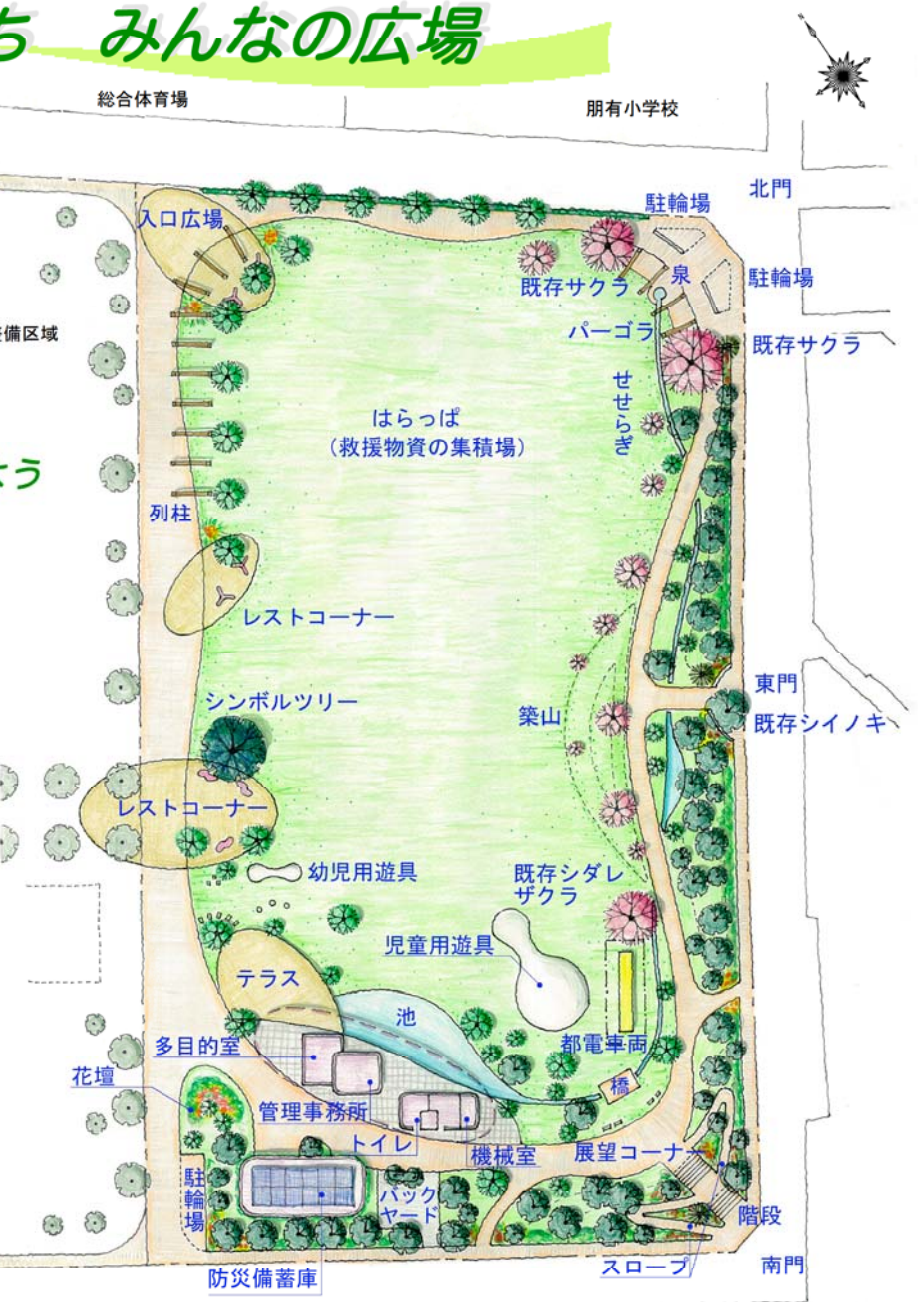 ち みんなの広場
総合体育場
朋有小学校
北門
駐輪場
入口広場
泉
駐輪場
既存サクラ
パーゴラ
備区域
既存サクラ
せせらぎ
はらっぱ
(救援物資の集積場)
よう
列柱
レストコーナー
東門
シンボルツリー
築山
既存シイノキ
レストコーナー
幼児用遊具
既存シダレ
ザクラ
児童用遊具
テラス
池
多目的室
都電車両
花壇
橋
管理事務所
トイレ
機械室
展望コーナー
駐輪場
バック
ヤード
階段
スロープ
南門
防災備蓄庫